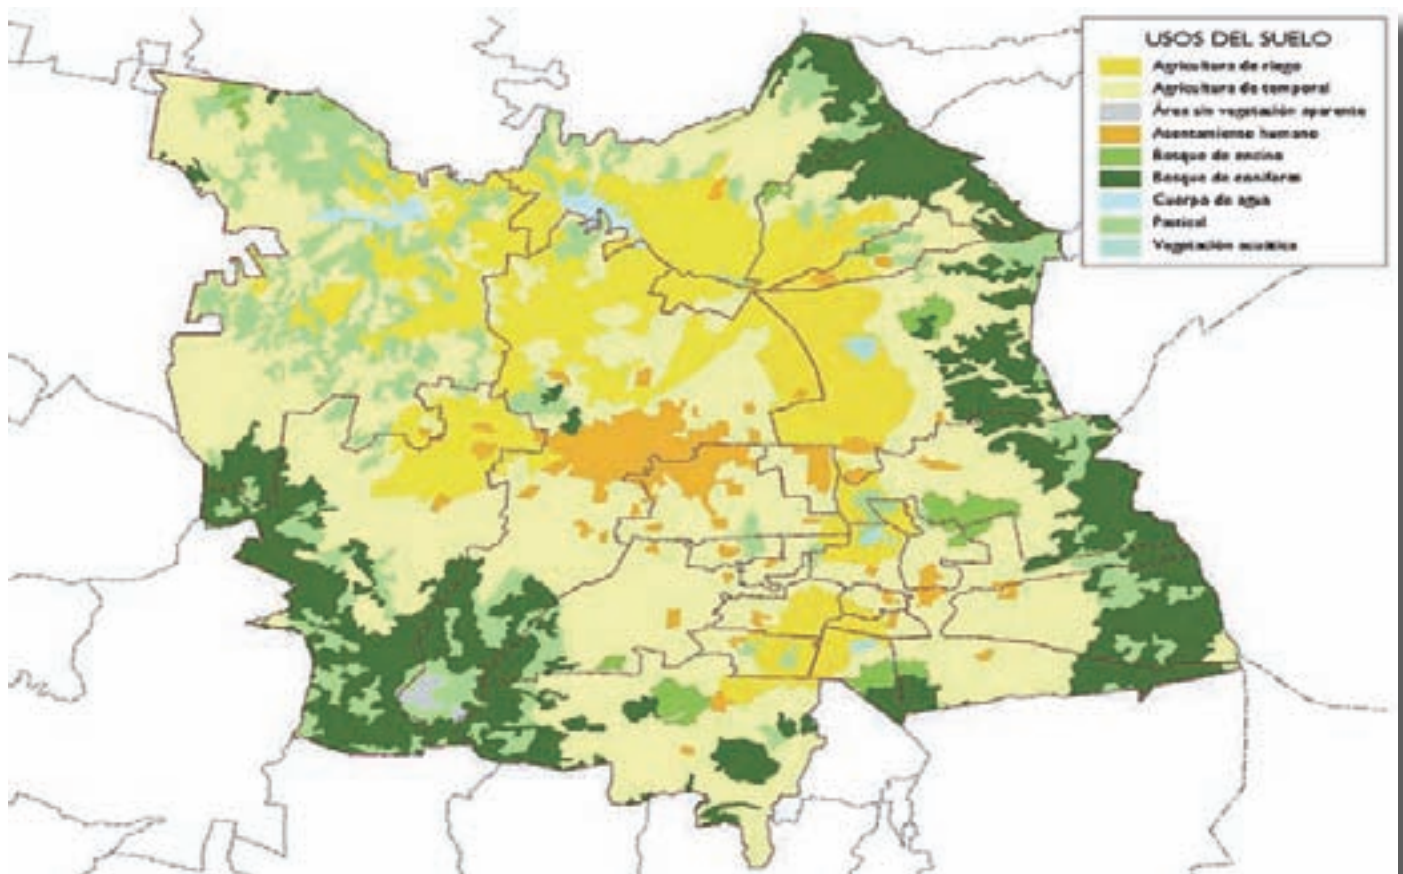 USOS DEL SUELO
Agricultura de riego
Agricultura de temporal
Área sin vegetación aparente
Asentamiento humano
Bosque de encino
Bosque de coníferas
Cuerpo de agua
Pastizal
Vegetación acuática